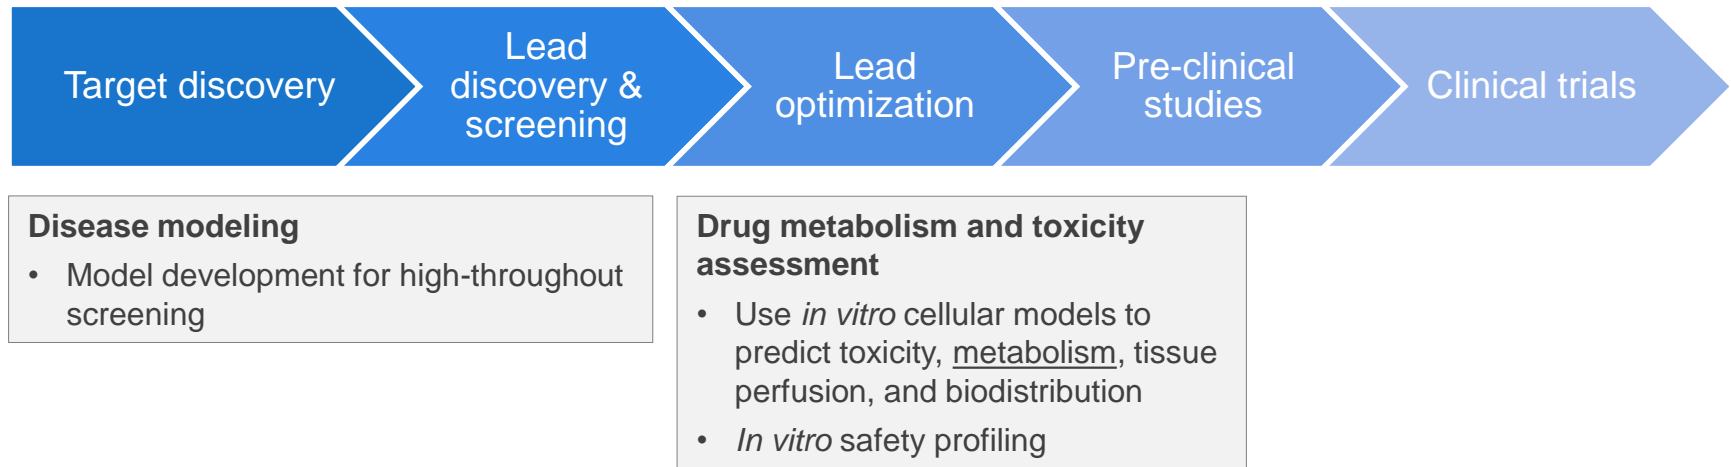 Target discovery
Lead
discovery &
screening
Lead
optimization
Pre-clinical
studies
Clinical trials
Disease modeling
• Model development for high-throughout
screening
Drug metabolism and toxicity
assessment
• Use in vitro cellular models to
predict toxicity, metabolism, tissue
perfusion, and biodistribution
• In vitro safety profiling